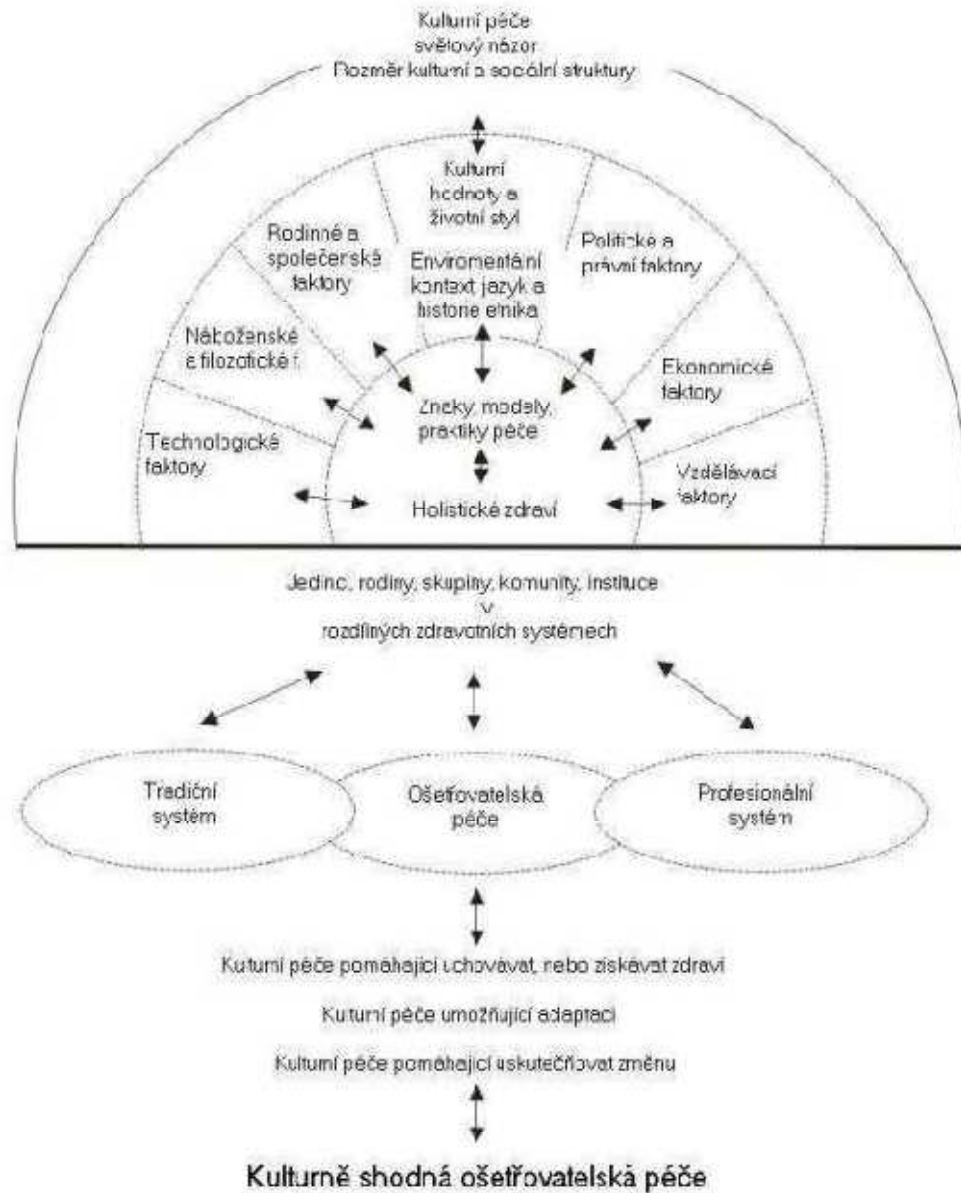 Kulturní péče
světový názor
Rozměr kulturní a sociální struktury
Kulturní
hodnoty a
životní styl
Rodinné a
společenské
faktory
Enviromentální
kontext jazyk a
historie etnika
Politické a
právní faktory
Náboženské
a filozofické f.
Ekonomické
faktory
Znaky, modely,
praktiky péče
Technologické
faktory
Vzdělávací
faktory
Holistické zdraví
Jedinci, rodiny, skupiny, komunity, instituce
v
rozdílných zdravotních systémech
Tradiční
systém
Ošetřovatelská
péče
Profesionální
systém
Kulturní péče pomáhající uchovávat, nebo získávat zdraví
Kulturní péče umožňující adaptaci
Kulturní péče pomáhající uskutečňovat změnu
Kulturně shodná ošetřovatelská péče